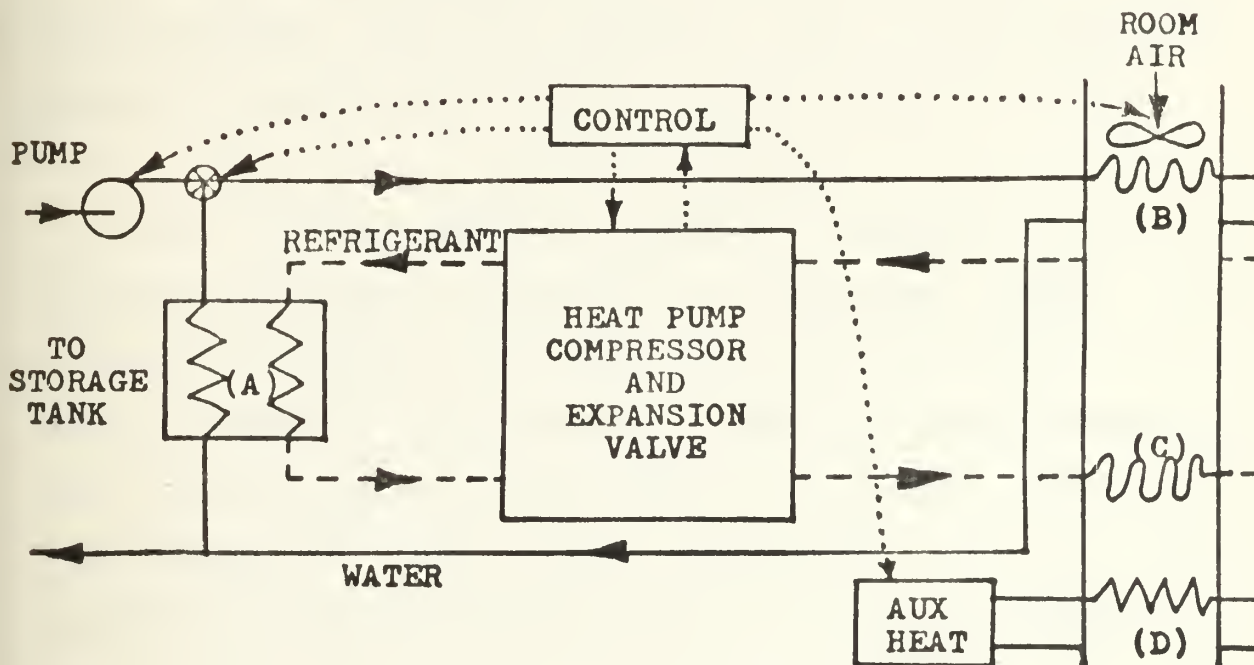 ROOM
AIR
CONTROL
PUMP
(B)
REFRIGERANT
HEAT PUMP
COMPRESSOR
AND
EXPANSION
VALVE
TO
STORAGE
TANK
(A)
(C)
WATER
AUX
HEAT
(D)